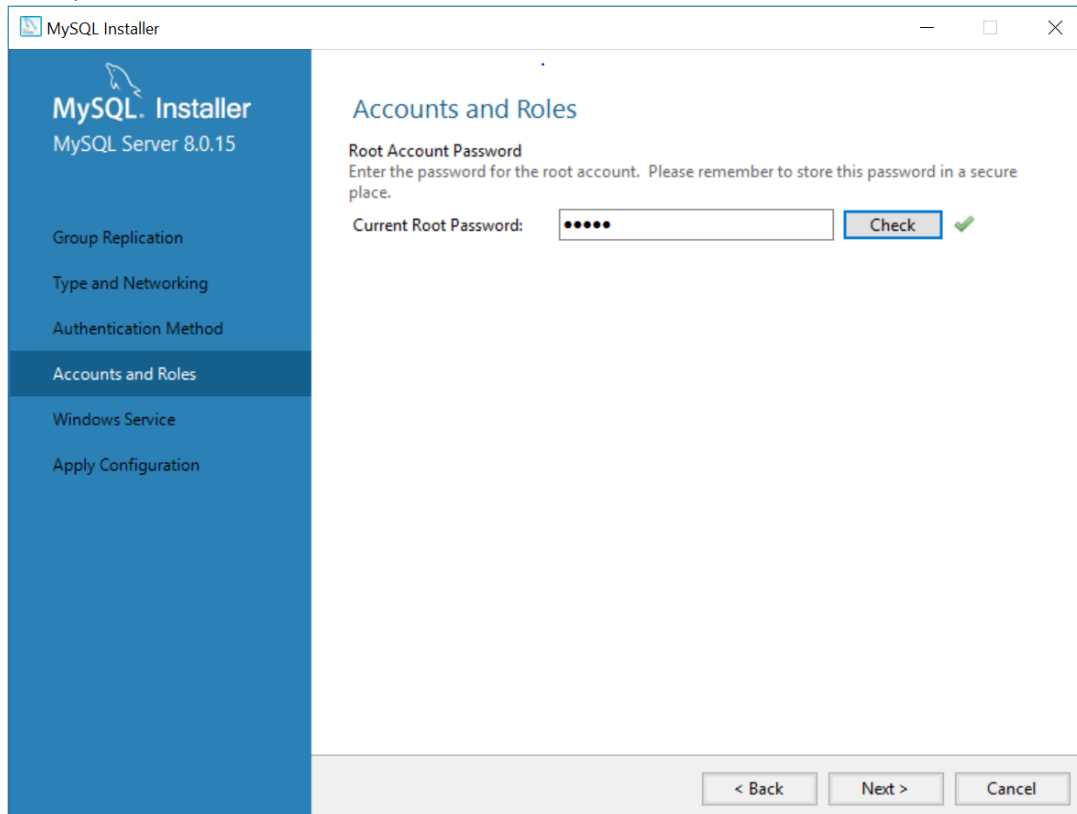 MySQL Installer
MySQL. Installer
MySQL Server 8.0.15
Group Replication
Type and Networking
Authentication Method
Accounts and Roles
Windows Service
Apply Configuration
Accounts and Roles
Root Account Password
Enter the password for the root account.  Please remember to store this password in a secure
place.
Current Root Password: ●●●●● Check
< Back Next > Cancel